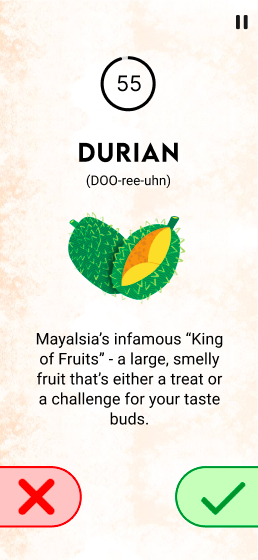 55
DURIAN
(DOO-ree-uhn)
Mayalsia’s infamous “King
of Fruits” - a large, smelly
fruit that’s either a treat or
a challenge for your taste
buds.